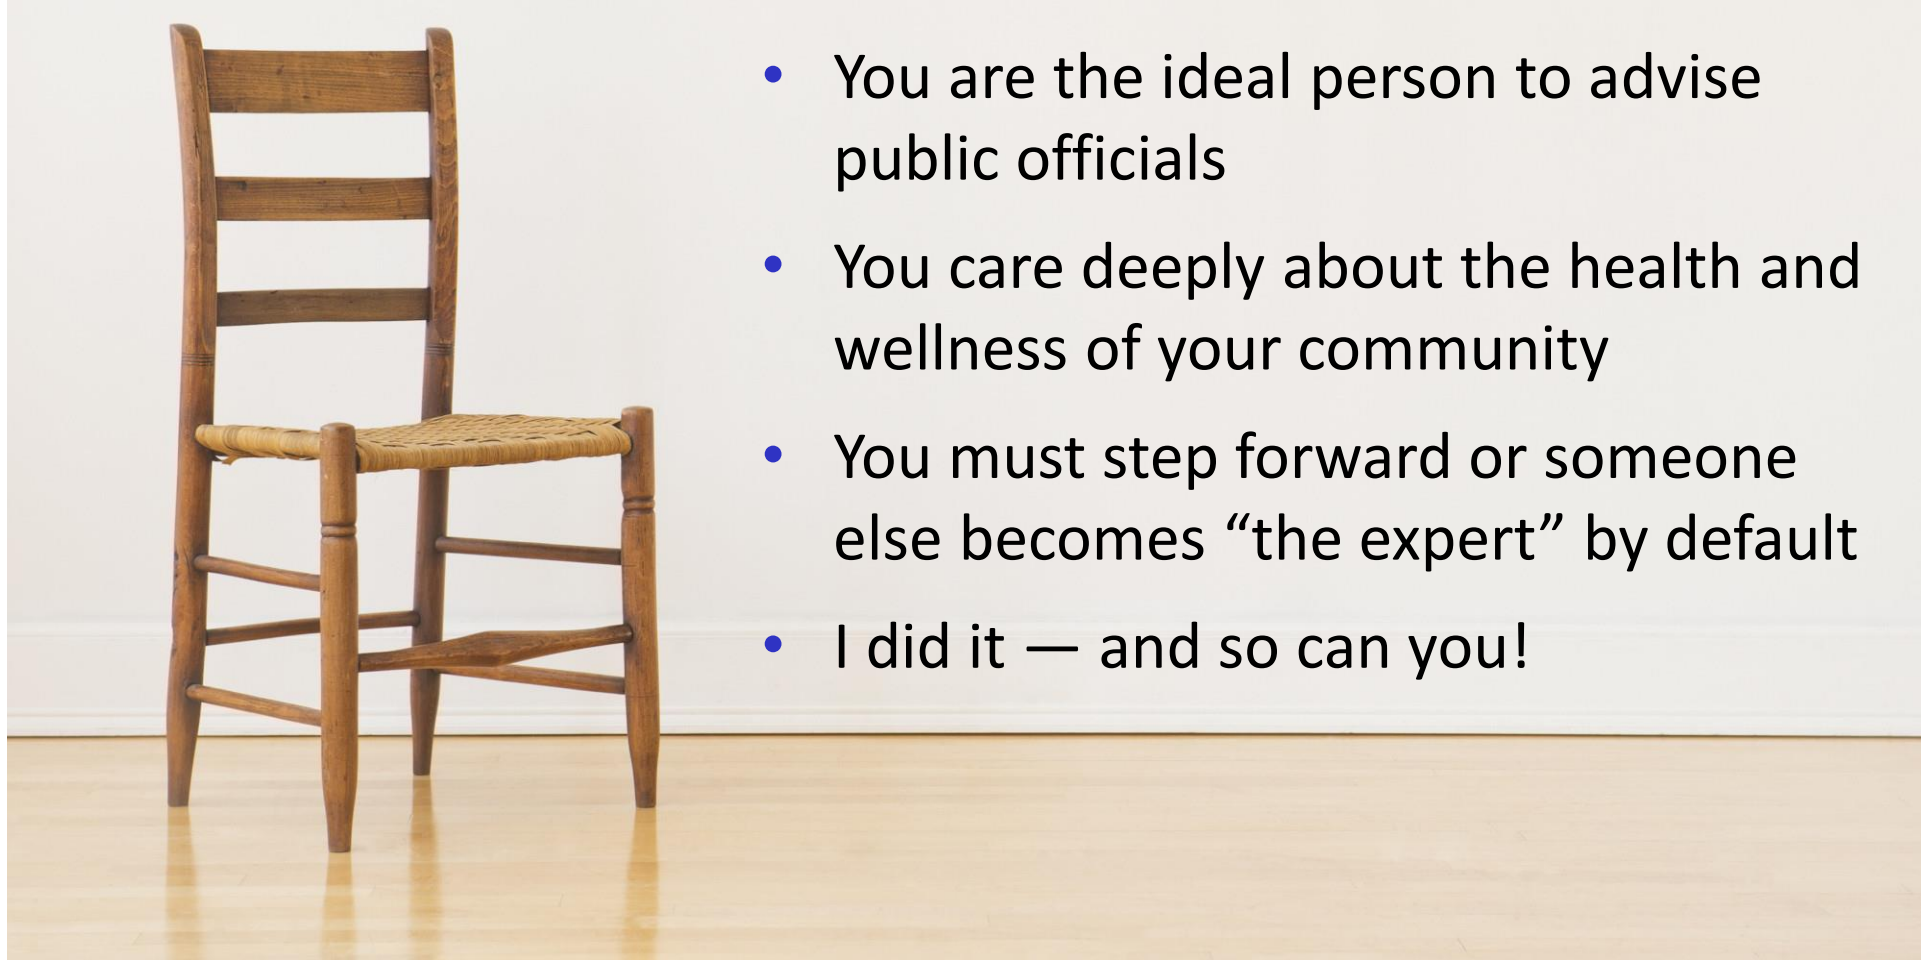 • You are the ideal person to advise
public officials
• You care deeply about the health and
wellness of your community
• You must step forward or someone
else becomes “the expert” by default
• I did it — and so can you!